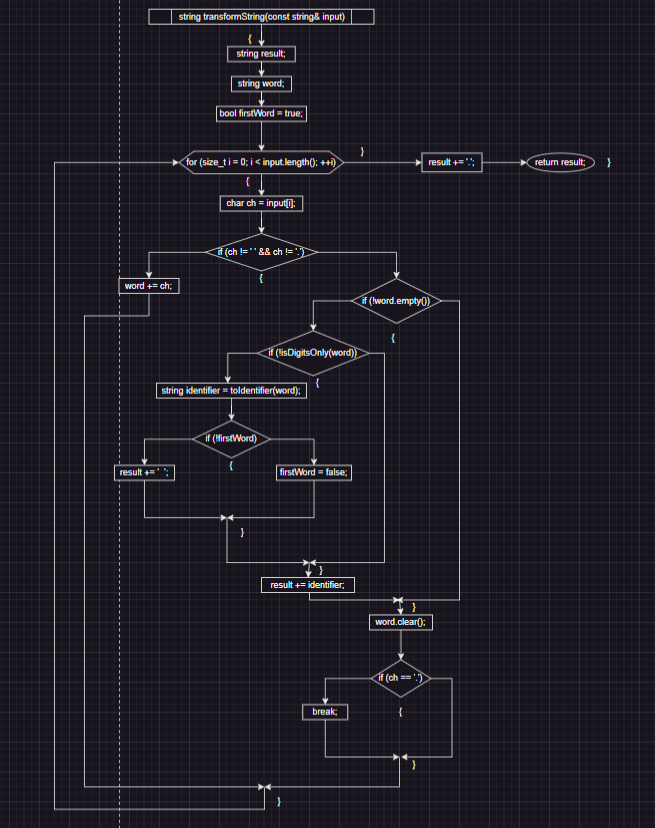 string transformString(const string& input)
{
string result;
string word;
bool firstWord = true;
for (size_t i = 0; i < input.length(); ++i)
}
result += '.';
return result;
}
{
char ch = input[i];
if (ch != ' ' && ch != '.')
{
word += ch;
if (!word.empty())
{
if (!isDigitsOnly(word))
{
string identifier = toIdentifier(word);
if (!firstWord)
{
result += ' ';
firstWord = false;
}
}
result += identifier;
}
word.clear();
if (ch == '.')
break;
{
}
}